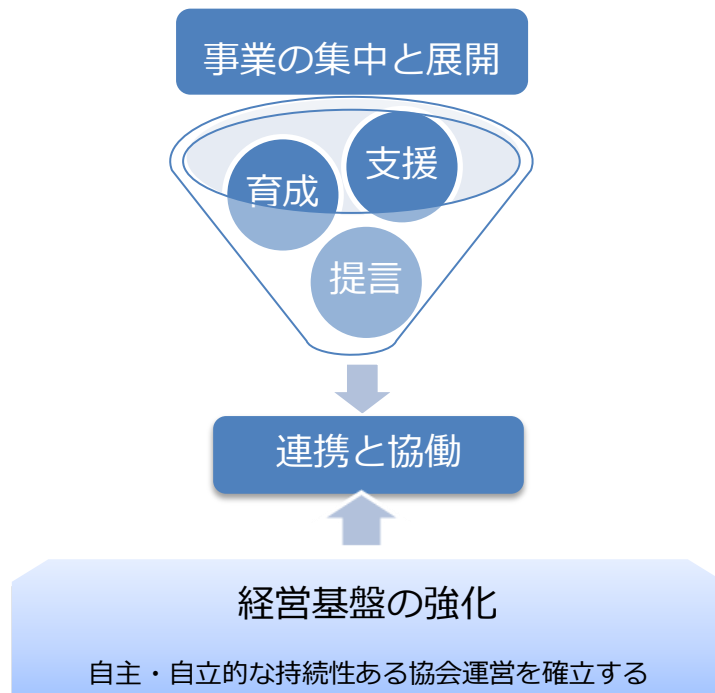 事業の集中と展開
支援
育成
提言
連携と協働
経営基盤の強化
自主・自立的な持続性ある協会運営を確立する